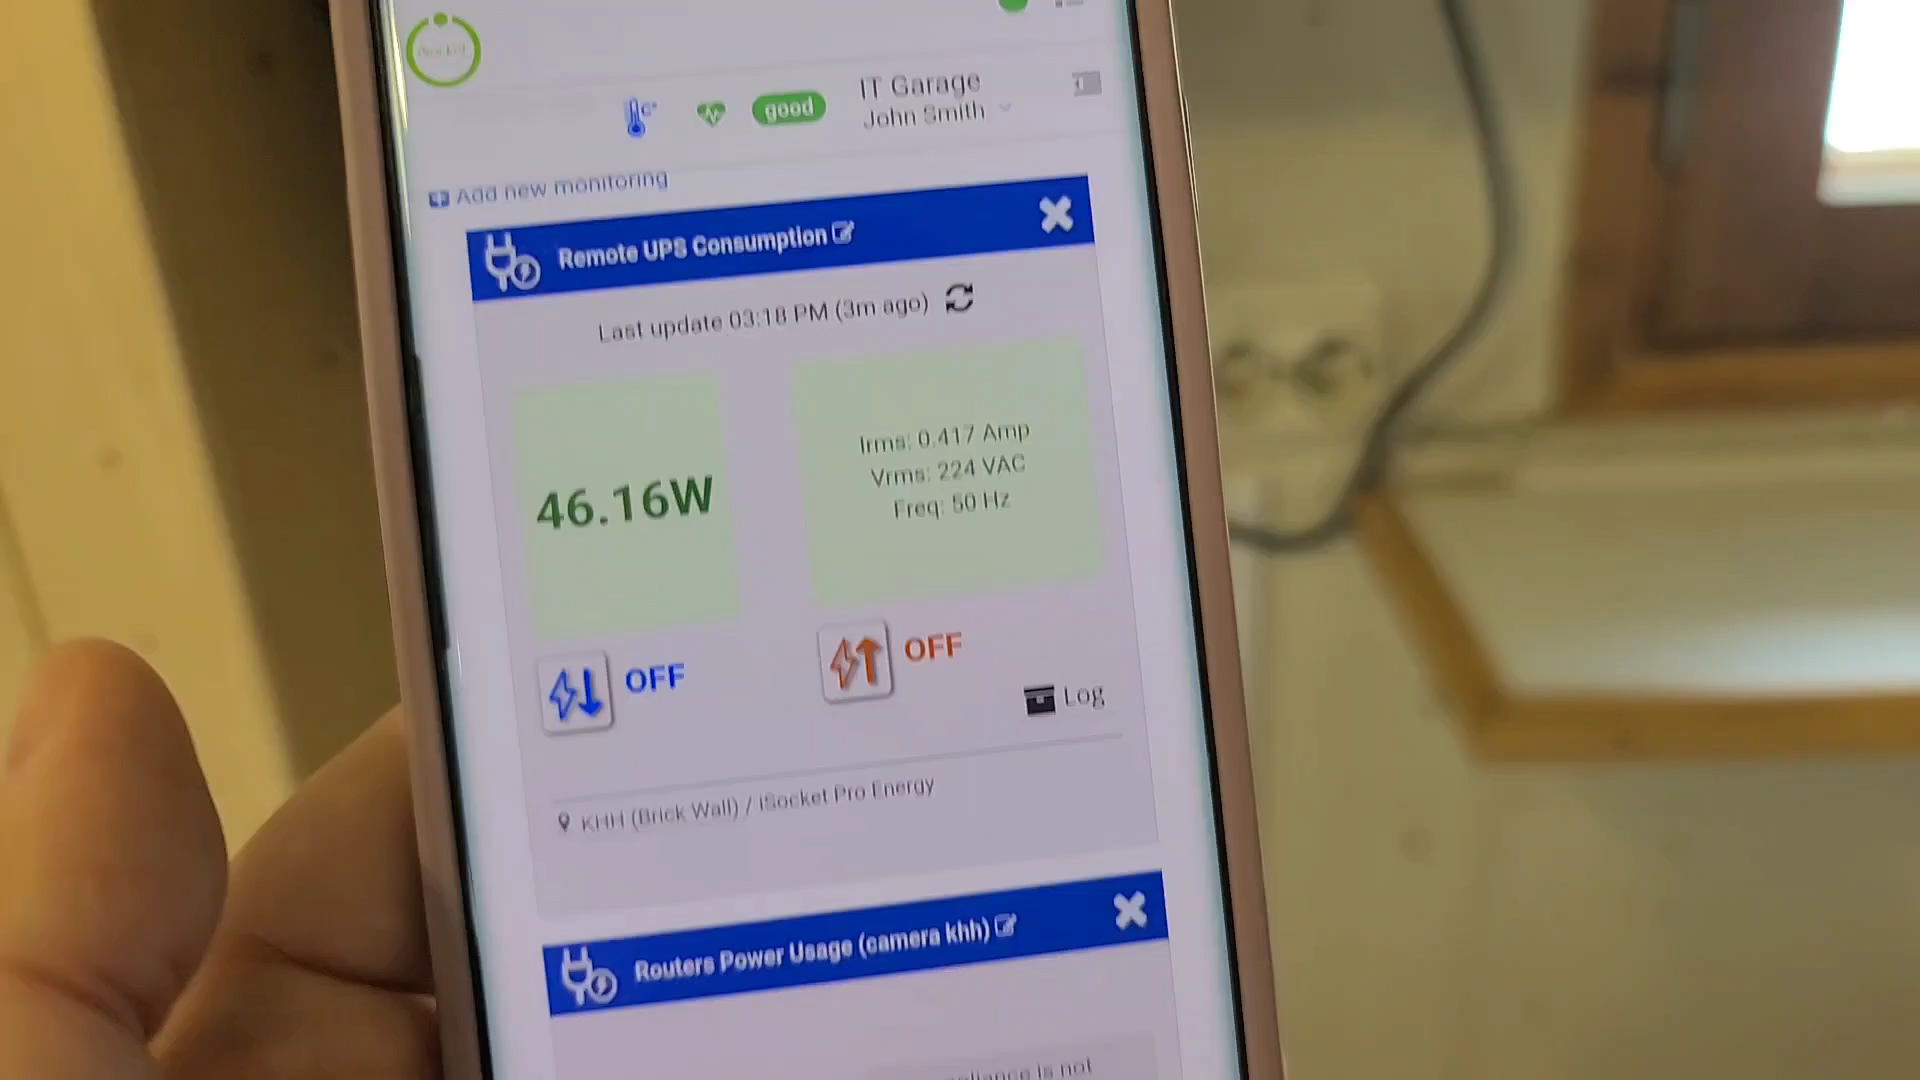 IT Garage
good
John Smith
Add new monitoring
Remote UPS Consumption
Last update 03:18 PM (3m ago)
Irms: 0.417 Amp
Vrms: 224 VAC
46.16W
Freq: 50 Hz
OFF
OFF
Log
KHH (Brick Wall) / iSocket Pro Energy
Routers Power Usage (camera khh)
is not